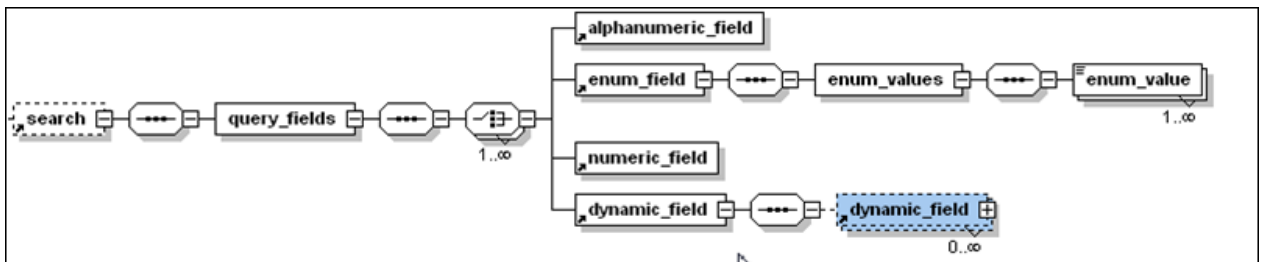 alphanumeric_field
enum_field
enum_values
enum_value
1..∞
search
query_fields
1..∞
numeric_field
dynamic_field
dynamic_field
0..∞